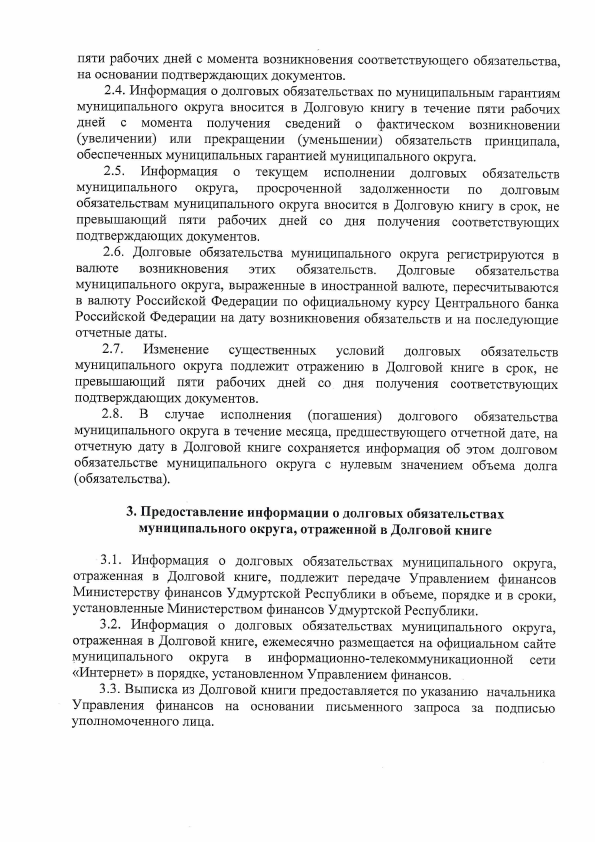 пяти рабочих дней с момента возникновения соответствующего обязательства,
на основании подтверждающих документов.
2.4. Информация о долговых обязательствах по муниципальным гарантиям
муниципального округа вносится в Долговую книгу в течение пяти рабочих
дней с момента получения сведений о фактическом возникновении
(увеличении) или прекращении (уменьшении) обязательств принципала,
обеспеченных муниципальных гарантией муниципального округа.
2.5. Информация о текущем исполнении долговых обязательств
муниципального округа, просроченной задолженности по долговым
обязательствам муниципального округа вносится в Долговую книгу в срок, не
превышающий пяти рабочих дней со дня получения соответствующих
подтверждающих документов.
2.6. Долговые обязательства муниципального округа регистрируются в
валюте возникновения этих обязательств. Долговые обязательства
муниципального округа, выраженные в иностранной валюте, пересчитываются
в валюту Российской Федерации по официальному курсу Центрального банка
Российской Федерации на дату возникновения обязательств и на последующие
отчетные даты.
2.7. Изменение существенных условий долговых обязательств
муниципального округа подлежит отражению в Долговой книге в срок, не
превышающий пяти рабочих дней со дня получения соответствующих
подтверждающих документов.
2.8. В случае исполнения (погашения) долгового обязательства
муниципального округа в течение месяца, предшествующего отчетной дате, на
отчетную дату в Долговой книге сохраняется информация об этом долговом
обязательстве муниципального округа с нулевым значением объема долга
(обязательства).
3. Предоставление информации о долговых обязательствах
муниципального округа, отраженной в Долговой книге
3.1. Информация о долговых обязательствах муниципального округа,
отраженная в Долговой книге, подлежит передаче Управлением финансов
Министерству финансов Удмуртской Республики в объеме, порядке и в сроки,
установленные Министерством финансов Удмуртской Республики.
3.2. Информация о долговых обязательствах муниципального округа,
отраженная в Долговой книге, ежемесячно размещается на официальном сайте
муниципального округа в информационно-телекоммуникационной сети
«Интернет» в порядке, установленном Управлением финансов.
3.3. Выписка из Долговой книги предоставляется по указанию начальника
Управления финансов на основании письменного запроса за подписью
уполномоченного лица.